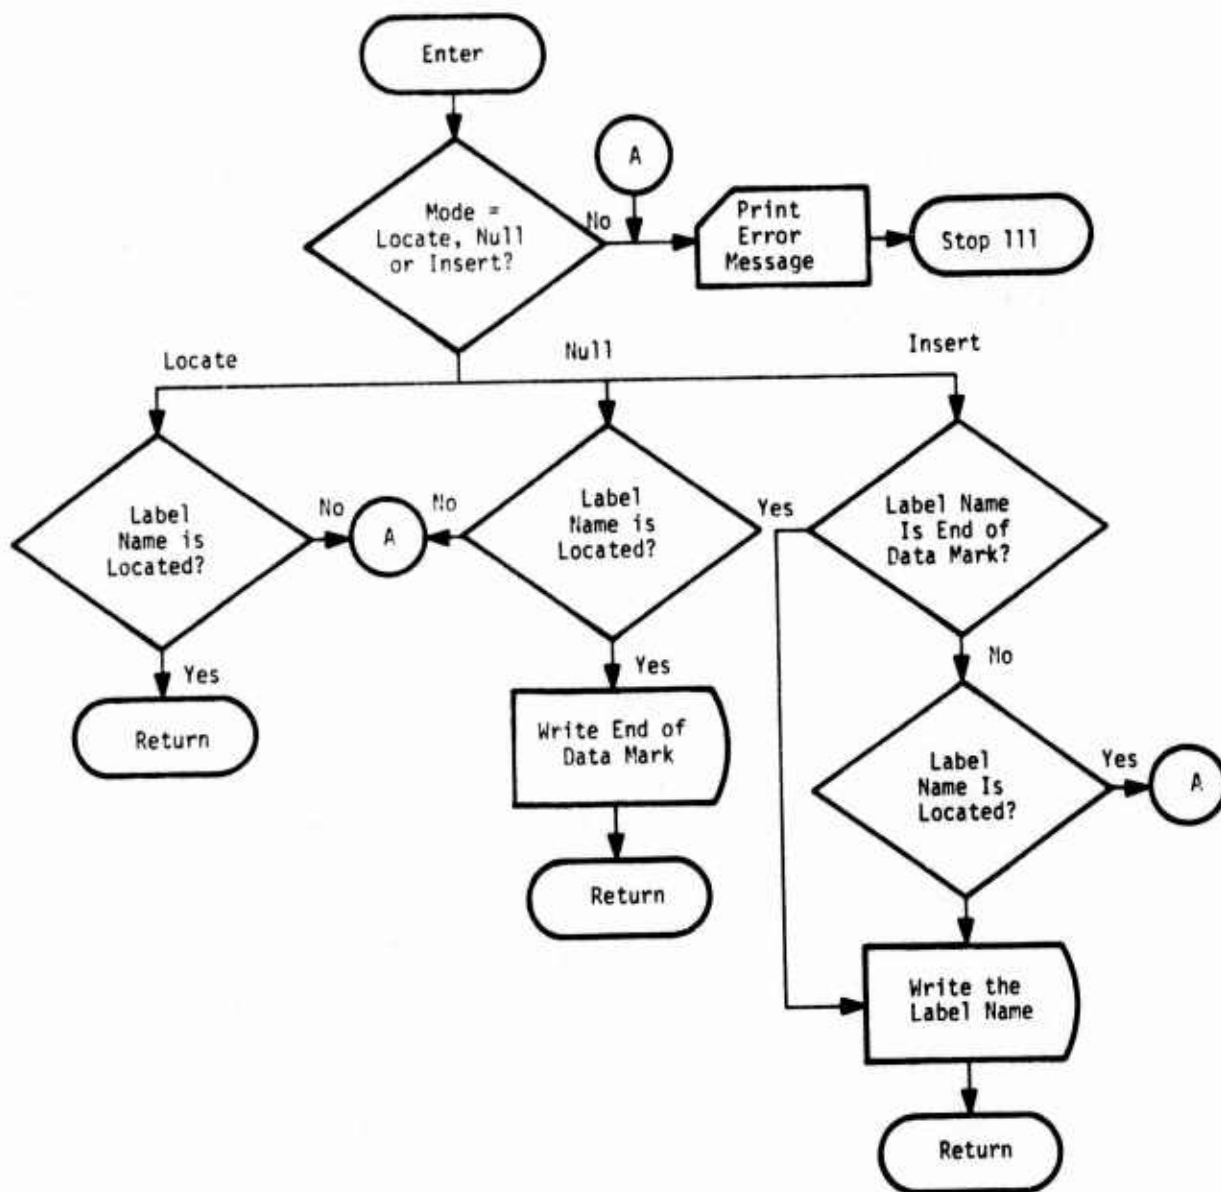 Enter
A
Mode =
Locate, Null
or Insert?
No
Print
Error
Message
Stop 111
Locate
Null
Insert
Label
Name is
Located?
No
A
No
Label
Name is
Located?
Yes
Label Name
Is End of
Data Mark?
Yes
Return
Yes
Write End of
Data Mark
No
Label
Name Is
Located?
Yes
A
Return
Write the
Label Name
Return